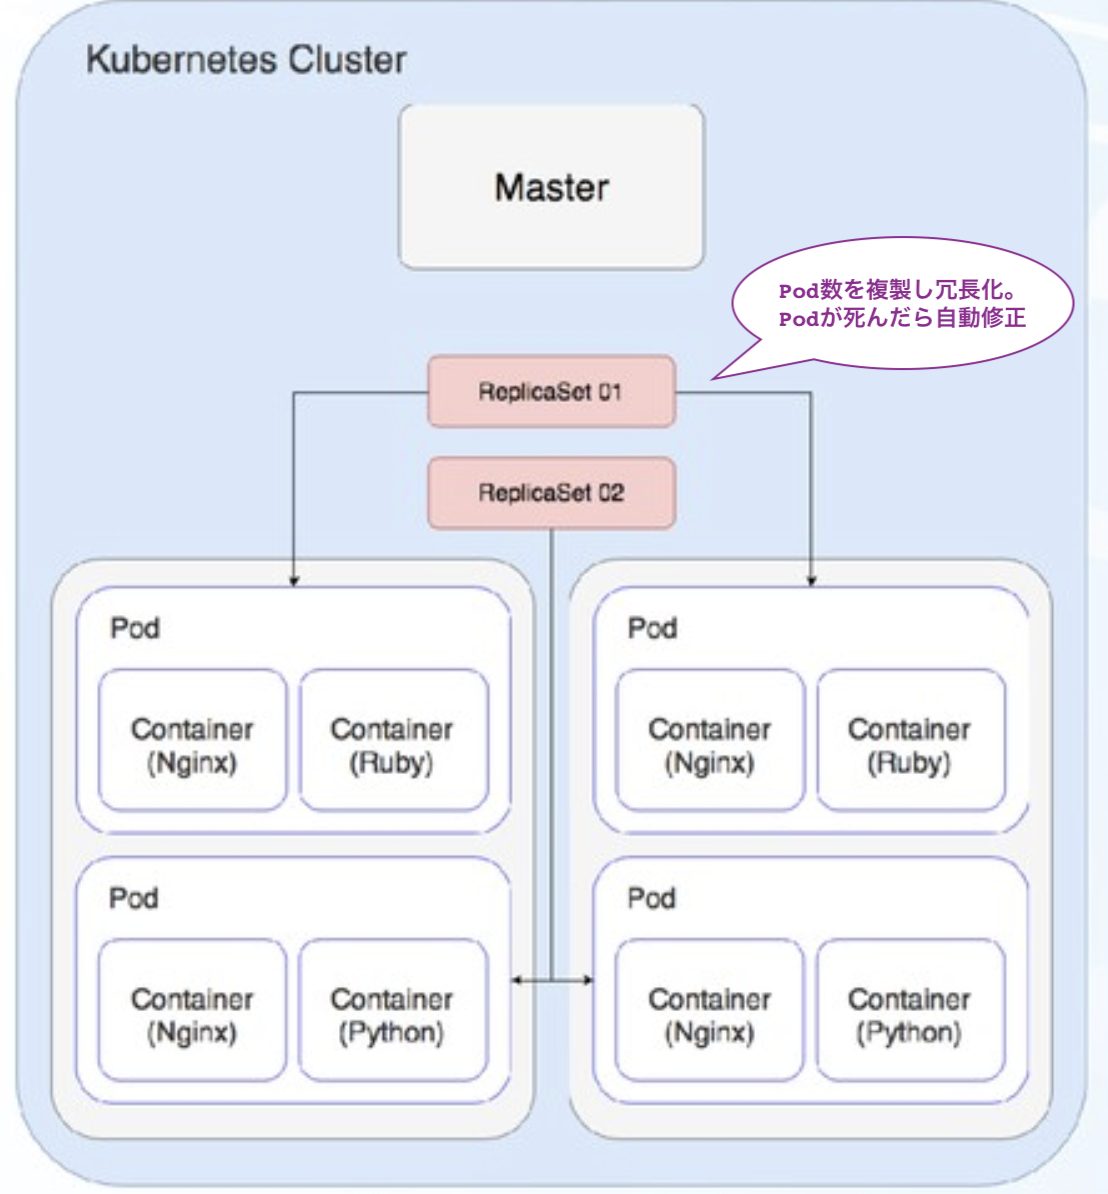 Kubernetes Cluster
Master
Pod数を複製し冗長化。
Podが死んだら自動修正
ReplicaSet 01
ReplicaSet 02
Pod
Container
(Nginx)
Container
(Ruby)
Pod
Container
(Nginx)
Container
(Ruby)
Pod
Container
(Nginx)
Container
(Python)
Pod
Container
(Nginx)
Container
(Python)